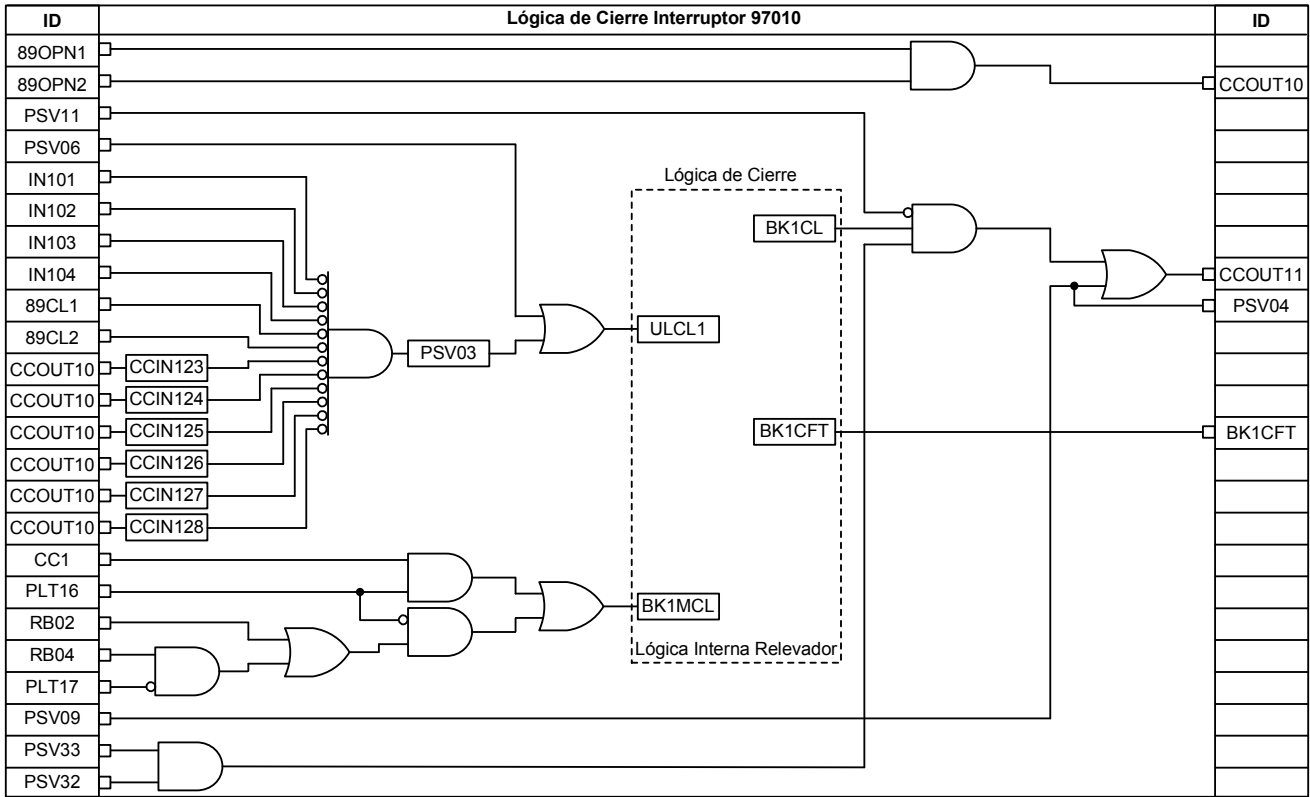 ID Lógica de Cierre Interruptor 97010 ID
89OPN1
89OPN2 CCOUT10
PSV11
PSV06
IN101 Lógica de Cierre
IN102
IN103 BK1CL
IN104 CCOUT11
89CL1 PSV04
89CL2 ULCL1
PSV03
CCOUT10 CCIN123
CCOUT10 CCIN124
CCOUT10 CCIN125 BK1CFT BK1CFT
CCOUT10 CCIN126
CCOUT10 CCIN127
CCOUT10 CCIN128
CC1
PLT16 BK1MCL
RB02
RB04 Lógica Interna Relevador
PLT17
PSV09
PSV33
PSV32